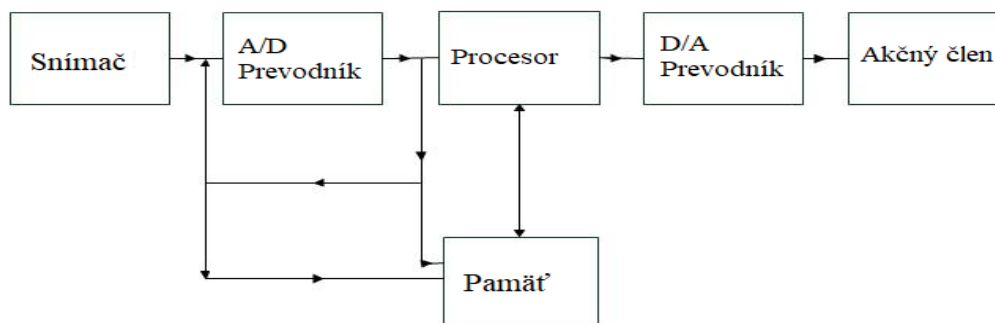 Snímač
A/D
Prevodník
Procesor
D/A
Prevodník
Akčný člen
Pamäť